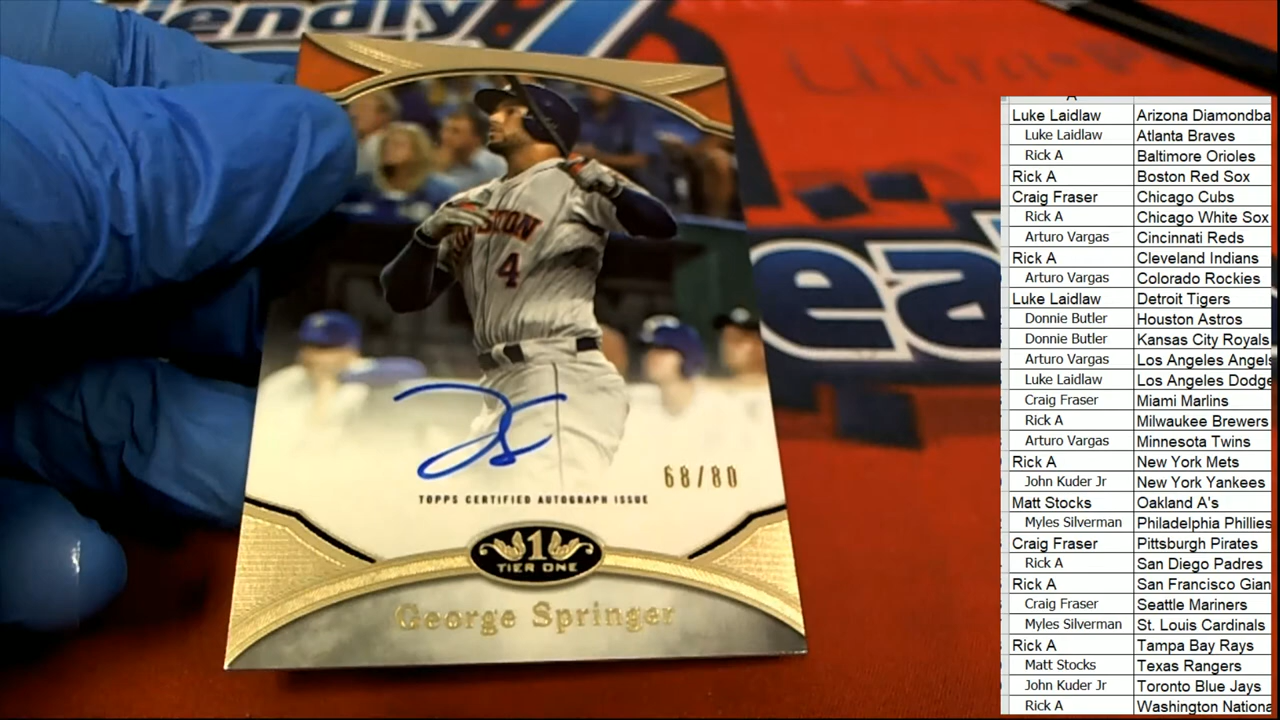 iendly
HOUSTON
4
68/80
TOPPS CERTIFIED AUTOGRAPH ISSUE
1
TIER ONE
George Springer
ea
A
Luke Laidlaw Arizona Diamondba
Luke Laidlaw Atlanta Braves
Rick A Baltimore Orioles
Rick A Boston Red Sox
Craig Fraser Chicago Cubs
Rick A Chicago White Sox
Arturo Vargas Cincinnati Reds
Rick A Cleveland Indians
Arturo Vargas Colorado Rockies
Luke Laidlaw Detroit Tigers
Donnie Butler Houston Astros
Donnie Butler Kansas City Royals
Arturo Vargas Los Angeles Angels
Luke Laidlaw Los Angeles Dodge
Craig Fraser Miami Marlins
Rick A Milwaukee Brewers
Arturo Vargas Minnesota Twins
Rick A New York Mets
John Kuder Jr New York Yankees
Matt Stocks Oakland A's
Myles Silverman Philadelphia Phillies
Craig Fraser Pittsburgh Pirates
Rick A San Diego Padres
Rick A San Francisco Gian
Craig Fraser Seattle Mariners
Myles Silverman St. Louis Cardinals
Rick A Tampa Bay Rays
Matt Stocks Texas Rangers
John Kuder Jr Toronto Blue Jays
Rick A Washington Nationa